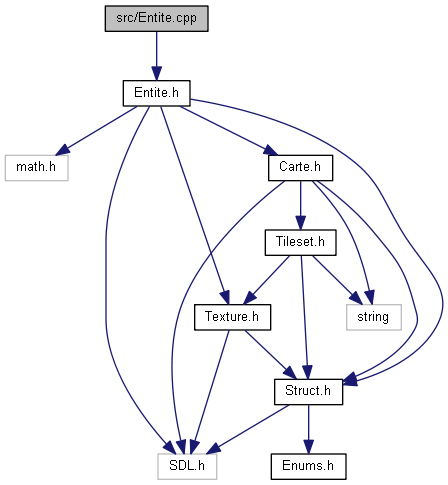 src/Entite.cpp
Entite.h
math.h
Carte.h
Tileset.h
Texture.h
string
Struct.h
SDL.h
Enums.h